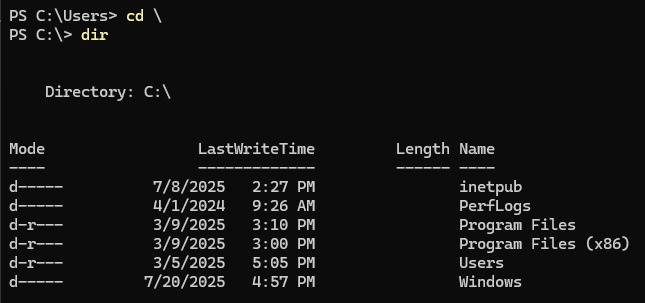 PS C:\Users> cd \
PS C:\> dir
Directory: C:\
Mode LastWriteTime Length Name
---- ------------- ------ ----
d----- 7/8/2025 2:27 PM inetpub
d----- 4/1/2024 9:26 AM PerfLogs
d-r--- 3/9/2025 3:10 PM Program Files
d-r--- 3/9/2025 3:00 PM Program Files (x86)
d-r--- 3/5/2025 5:05 PM Users
d----- 7/20/2025 4:57 PM Windows